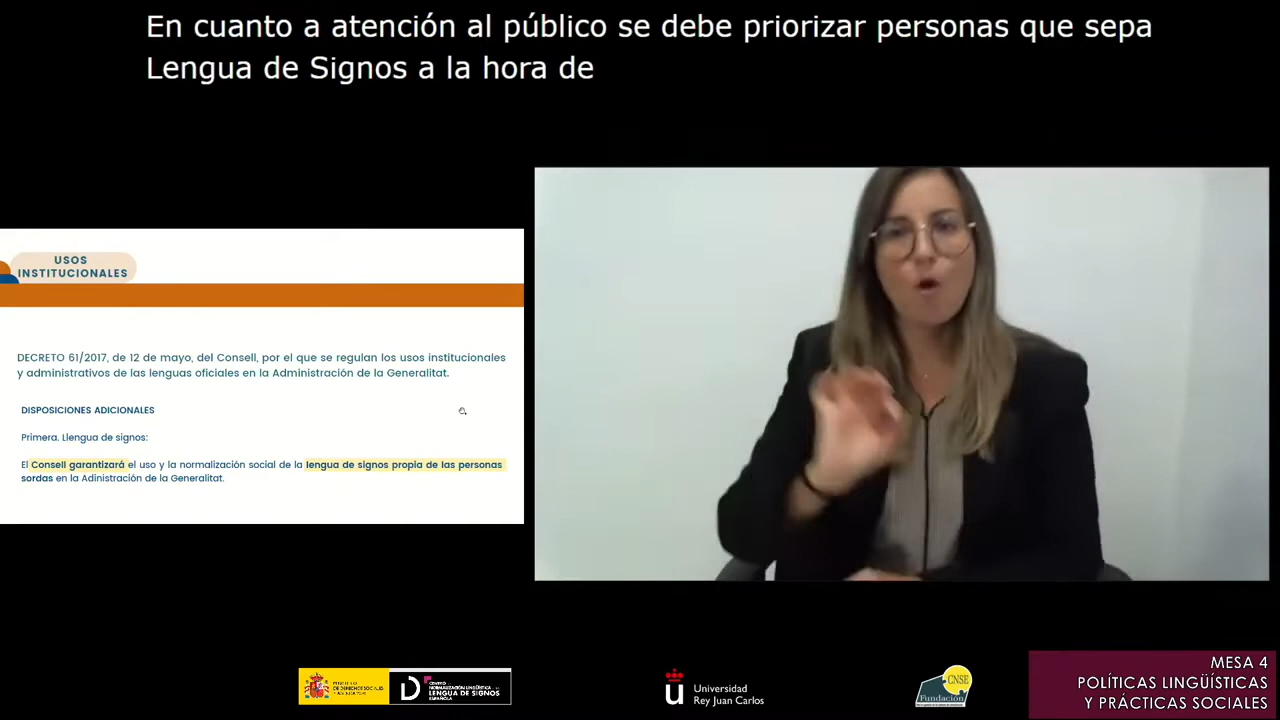 En cuanto a atención al público se debe priorizar personas que sepa
Lengua de Signos a la hora de
USOS
INSTITUCIONALES
DECRETO 61/2017, de 12 de mayo, del Consell, por el que se regulan los usos institucionales
y administrativos de las lenguas oficiales en la Administración de la Generalitat.
DISPOSICIONES ADICIONALES
Primera. Llengua de signos:
El Consell garantizará el uso y la normalización social de la lengua de signos propia de las personas
sordas en la Adinistración de la Generalitat.
NORMALIZACIÓN LINGÜÍSTICA
LENGUA DE SIGNOS
ESPAÑOLA
Universidad
Rey Juan Carlos
CNSE
Fundación
MESA 4
POLÍTICAS LINGÜÍSTICAS
Y PRÁCTICAS SOCIALES